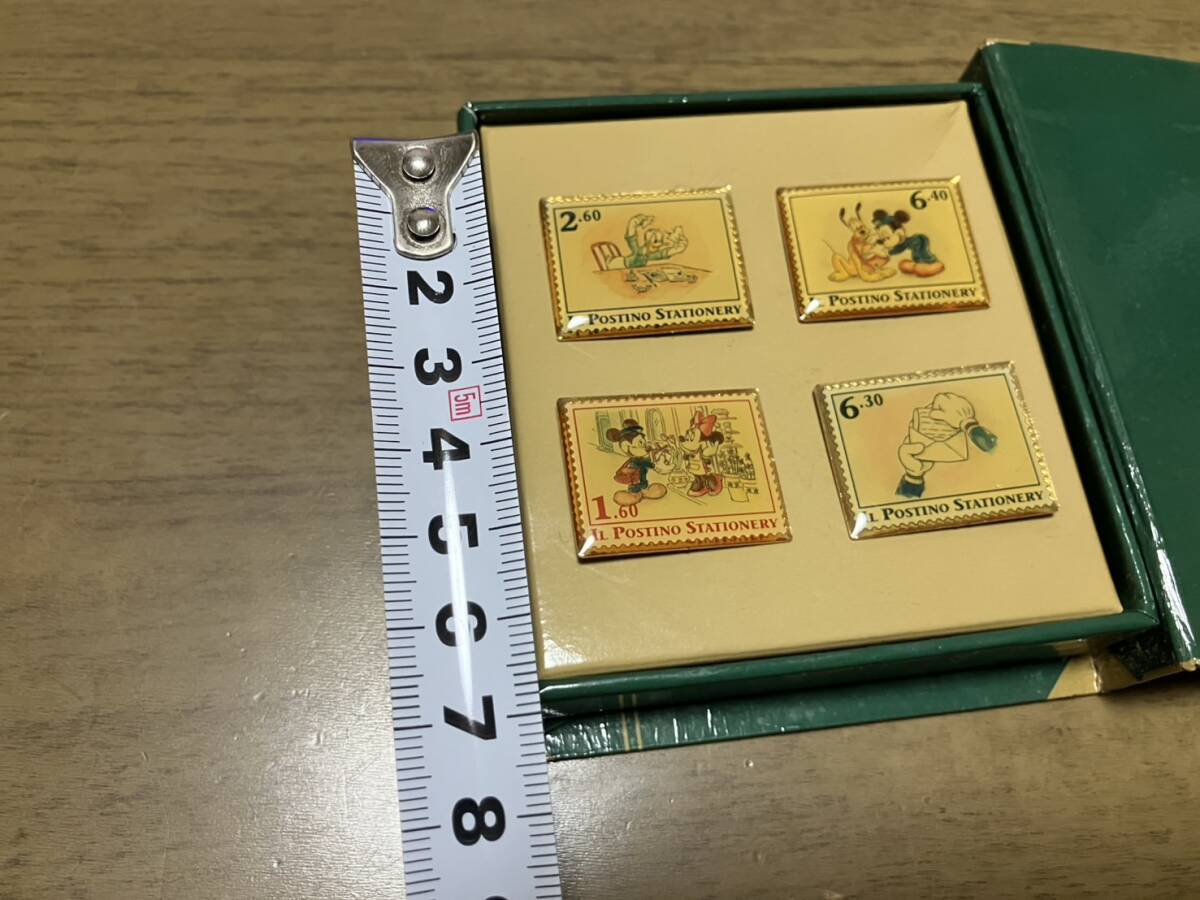 2
3
5m
4
5
6
7
8
2.60
POSTINO STATIONERY
6.40
POSTINO STATIONERY
1.60
IL POSTINO STATIONERY
6.30
IL POSTINO STATIONERY